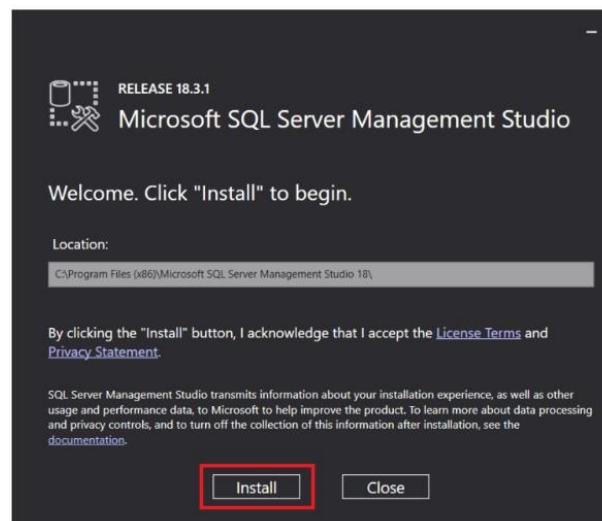 RELEASE 18.3.1
Microsoft SQL Server Management Studio
Welcome. Click "Install" to begin.
Location:
C:\Program Files (x86)\Microsoft SQL Server Management Studio 18\
By clicking the "Install" button, I acknowledge that I accept the License Terms and
Privacy Statement.
SQL Server Management Studio transmits information about your installation experience, as well as other
usage and performance data, to Microsoft to help improve the product. To learn more about data processing
and privacy controls, and to turn off the collection of this information after installation, see the
documentation.
Install
Close